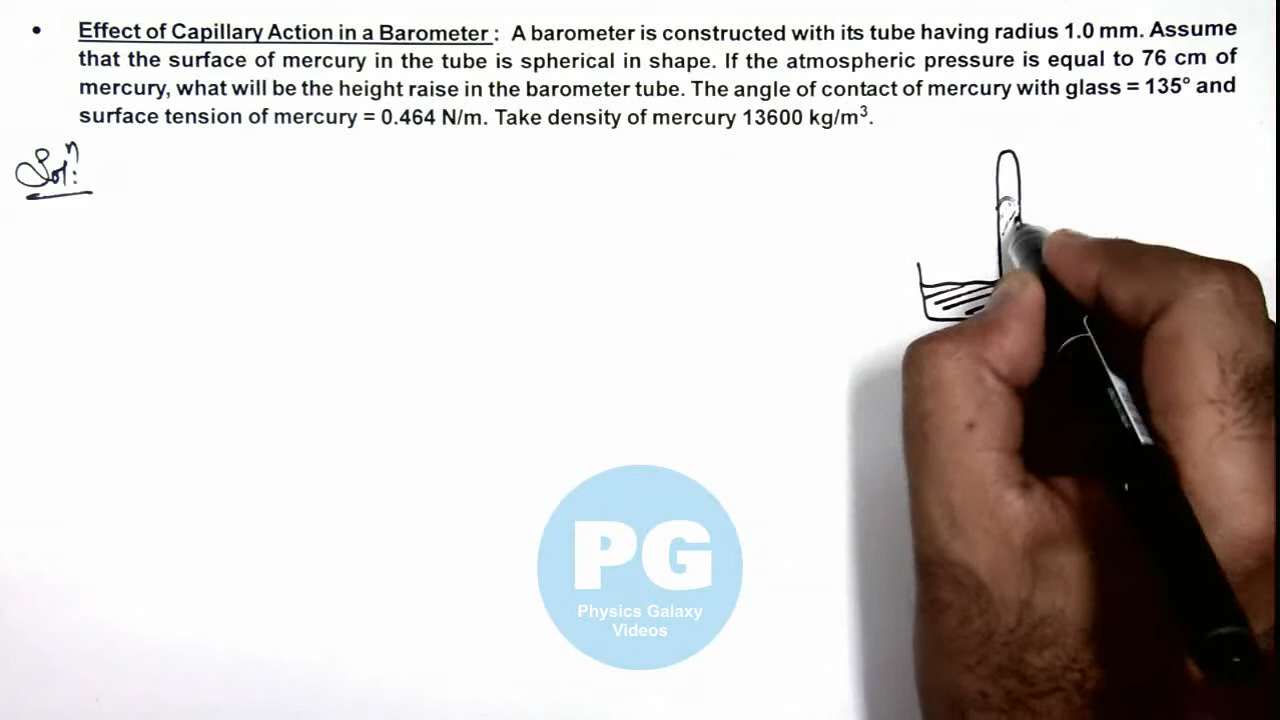 • Effect of Capillary Action in a Barometer : A barometer is constructed with its tube having radius 1.0 mm. Assume
that the surface of mercury in the tube is spherical in shape. If the atmospheric pressure is equal to 76 cm of
mercury, what will be the height raise in the barometer tube. The angle of contact of mercury with glass = 135° and
surface tension of mercury = 0.464 N/m. Take density of mercury 13600 kg/m³.
Solⁿ:
PG
Physics Galaxy
Videos